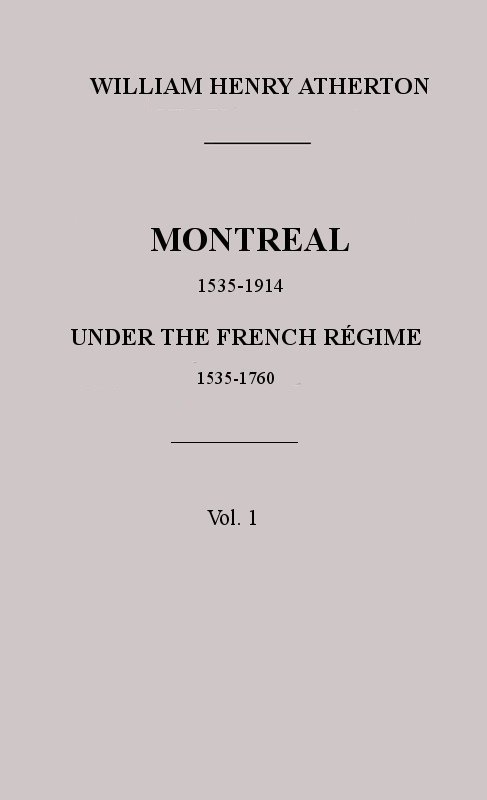 WILLIAM HENRY ATHERTON
MONTREAL
1535-1914
UNDER THE FRENCH RÉGIME
1535-1760
Vol. 1